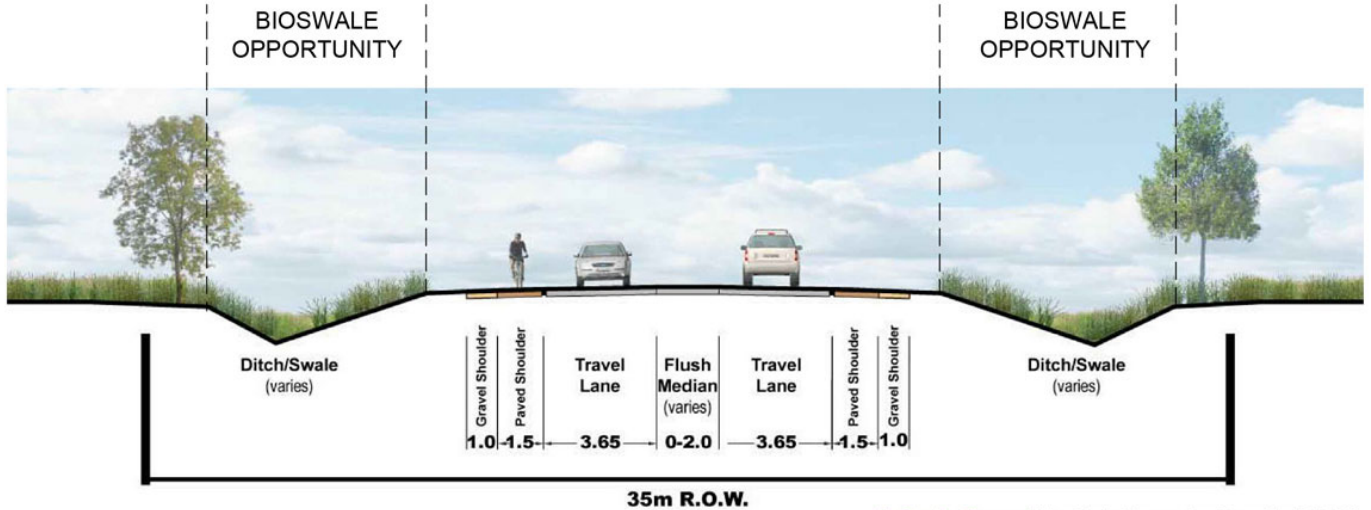 BIOSWALE
OPPORTUNITY
BIOSWALE
OPPORTUNITY
Ditch/Swale
(varies)
Gravel Shoulder
Paved Shoulder
Travel
Lane
Flush
Median
(varies)
Travel
Lane
Paved Shoulder
Gravel Shoulder
Ditch/Swale
(varies)
1.0
1.5
3.65
0-2.0
3.65
1.5
1.0
35m R.O.W.